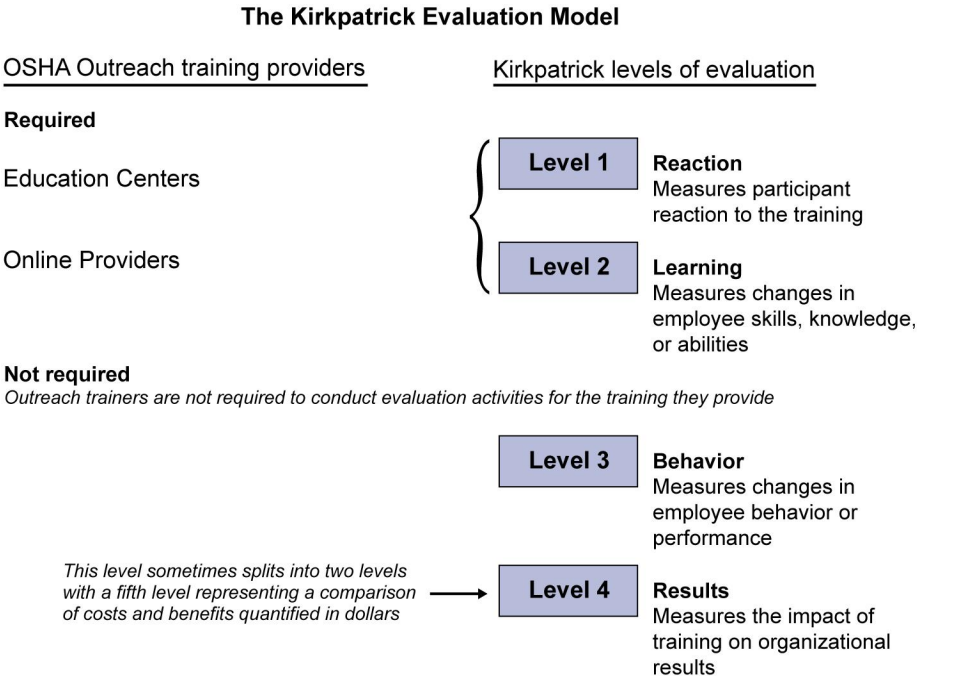 The Kirkpatrick Evaluation Model
OSHA Outreach training providers
Kirkpatrick levels of evaluation
Required
Education Centers
Online Providers
Level 1
Reaction
Measures participant
reaction to the training
Level 2
Learning
Measures changes in
employee skills, knowledge,
or abilities
Not required
Outreach trainers are not required to conduct evaluation activities for the training they provide
Level 3
Behavior
Measures changes in
employee behavior or
performance
This level sometimes splits into two levels
with a fifth level representing a comparison
of costs and benefits quantified in dollars
Level 4
Results
Measures the impact of
training on organizational
results